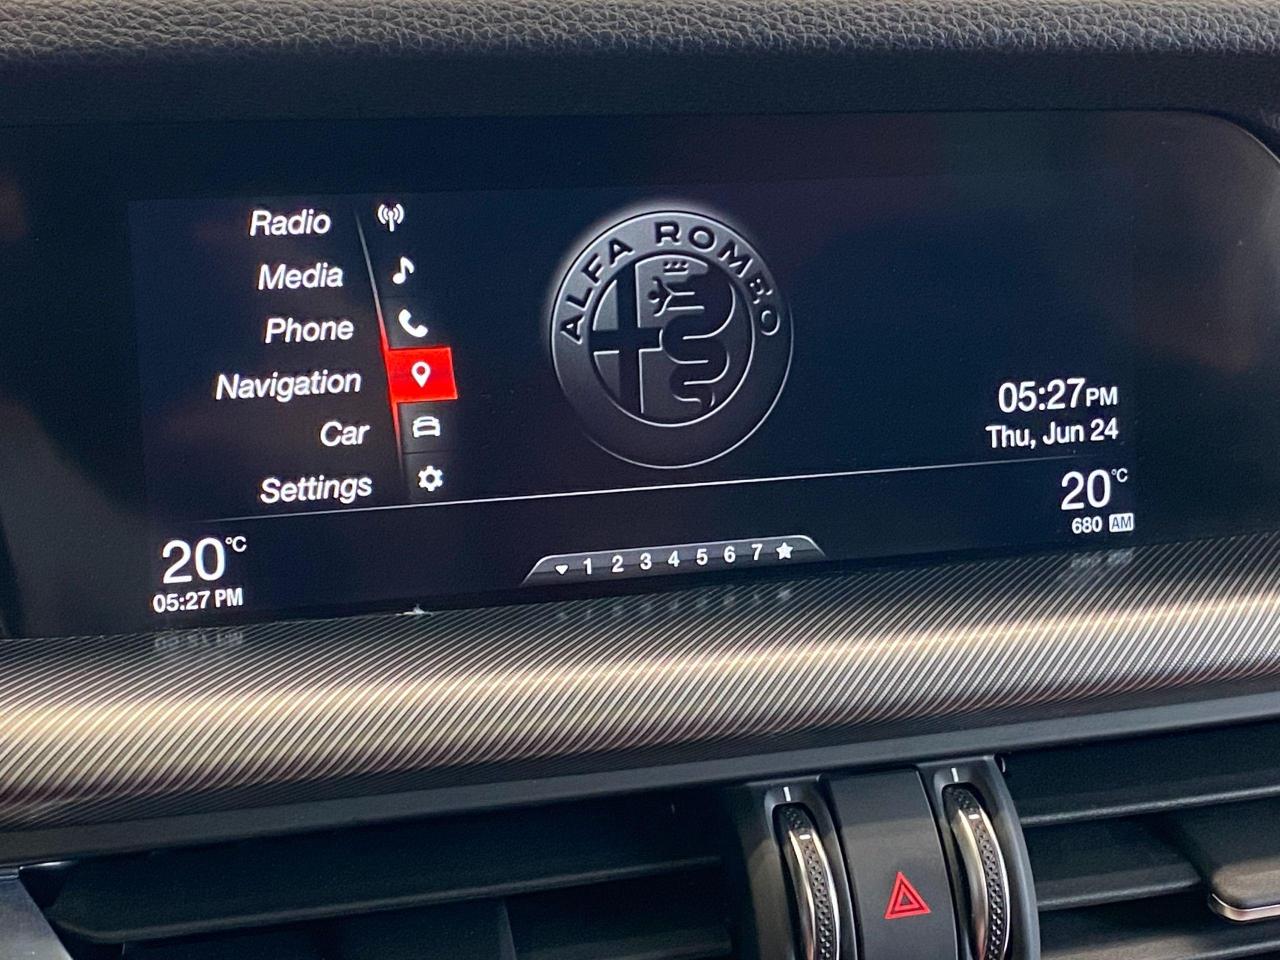 Radio
Media
Phone
Navigation
Car
Settings
ALFA ROMEO
05:27PM
Thu, Jun 24
20°C
680 AM
20°C
05:27 PM
1 2 3 4 5 6 7